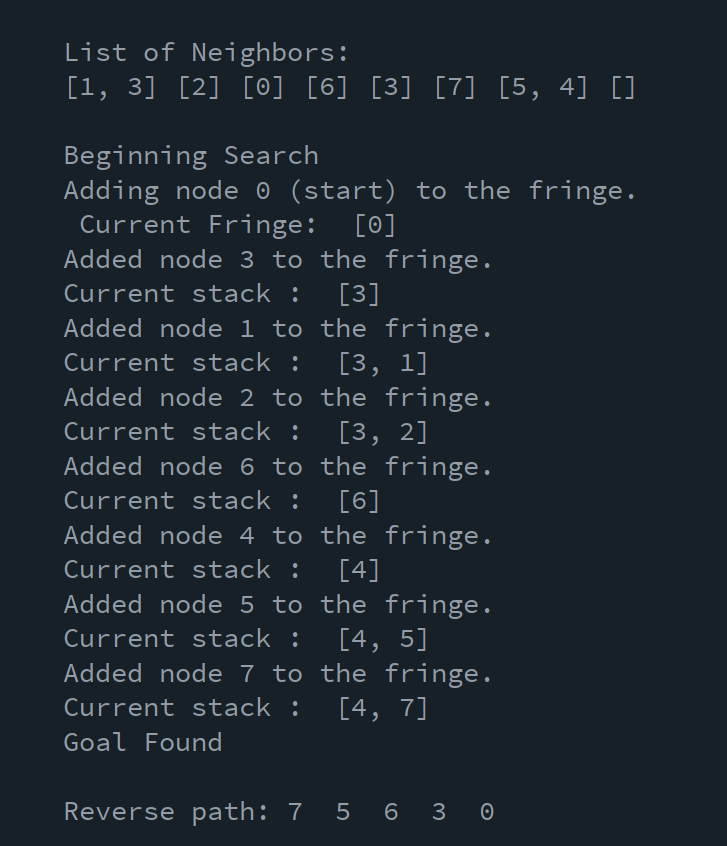 List of Neighbors:
[1, 3] [2] [0] [6] [3] [7] [5, 4] []
Beginning Search
Adding node 0 (start) to the fringe.
Current Fringe:  [0]
Added node 3 to the fringe.
Current stack :  [3]
Added node 1 to the fringe.
Current stack :  [3, 1]
Added node 2 to the fringe.
Current stack :  [3, 2]
Added node 6 to the fringe.
Current stack :  [6]
Added node 4 to the fringe.
Current stack :  [4]
Added node 5 to the fringe.
Current stack :  [4, 5]
Added node 7 to the fringe.
Current stack :  [4, 7]
Goal Found
Reverse path: 7  5  6  3  0